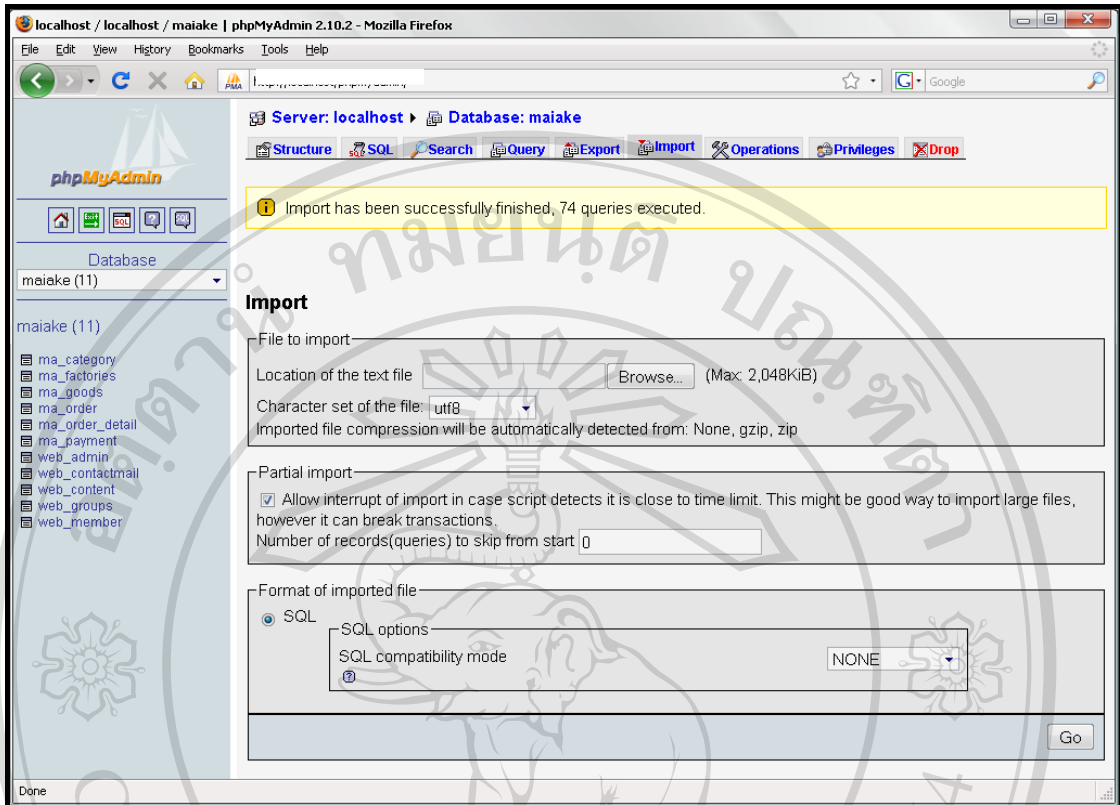 localhost / localhost / maiake | phpMyAdmin 2.10.2 - Mozilla Firefox
File Edit View History Bookmarks Tools Help
Google
phpMyAdmin
Database
maiake (11)
maiake (11)
ma_category
ma_factories
ma_goods
ma_order
ma_order_detail
ma_payment
web_admin
web_contactmail
web_content
web_groups
web_member
Server: localhost Database: maiake
Structure SQL Search Query Export Import Operations Privileges Drop
Import has been successfully finished, 74 queries executed.
Import
File to import
Location of the text file Browse... (Max: 2,048KiB)
Character set of the file: utf8
Imported file compression will be automatically detected from: None, gzip, zip
Partial import
Allow interrupt of import in case script detects it is close to time limit. This might be good way to import large files,
however it can break transactions.
Number of records(queries) to skip from start 0
Format of imported file
SQL
SQL options
SQL compatibility mode NONE
Go
Done